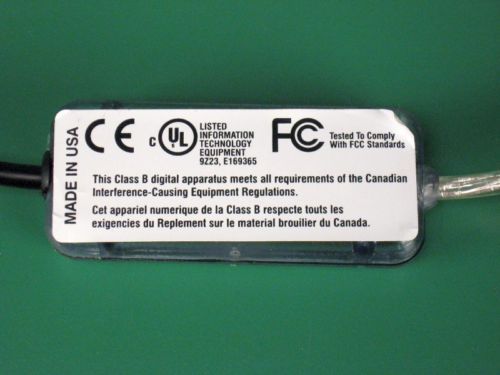 MADE IN USA
CE
C UL
LISTED
INFORMATION
TECHNOLOGY
EQUIPMENT
9Z23, E169365
FC
Tested To Comply
With FCC Standards
This Class B digital apparatus meets all requirements of the Canadian
Interference-Causing Equipment Regulations.
Cet appariel numerique de la Class B respecte touts les
exigencies du Replement sur le material brouilier du Canada.